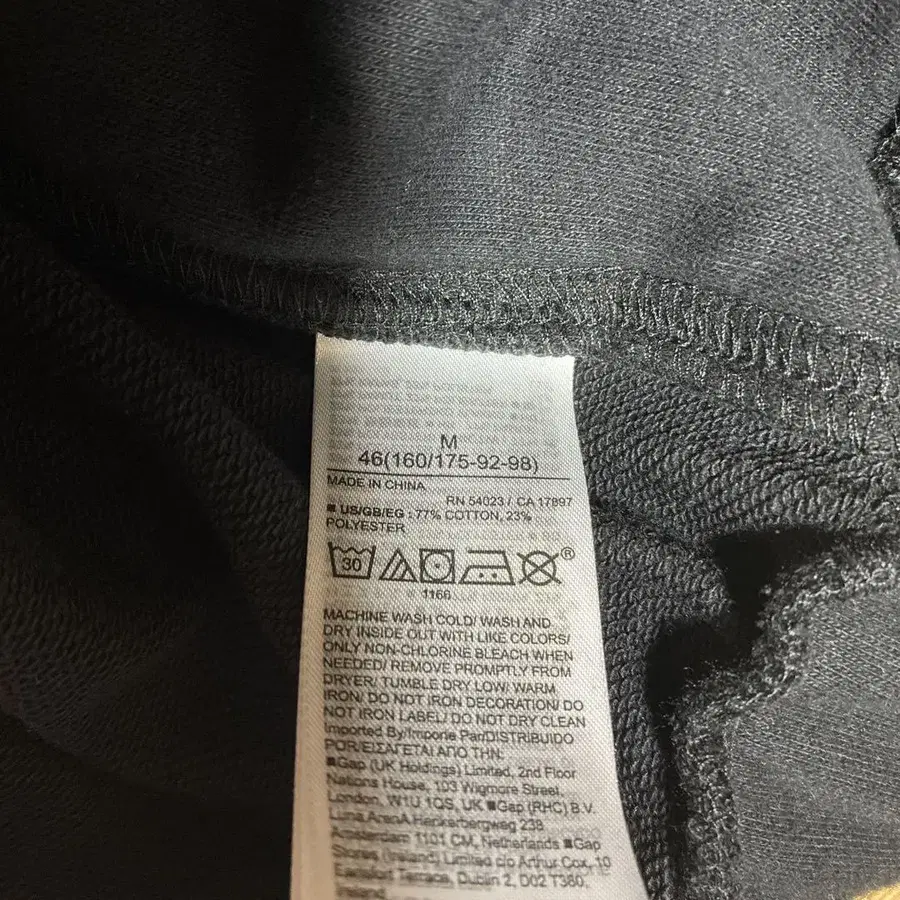 M
46(160/175-92-98)
MADE IN CHINA
RN 54023 / CA 17897
■ US/GB/EG : 77% COTTON, 23%
POLYESTER
30
®
1166
MACHINE WASH COLD/ WASH AND
DRY INSIDE OUT WITH LIKE COLORS/
ONLY NON-CHLORINE BLEACH WHEN
NEEDED/ REMOVE PROMPTLY FROM
DRYER/ TUMBLE DRY LOW/ WARM
IRON/ DO NOT IRON DECORATION/ DO
NOT IRON LABEL/ DO NOT DRY CLEAN
Imported By/Importe Par/DISTRIBUIDO
POR/ΕΙΣΑΓΕΤΑΙ ΑΠΟ ΤΗΝ:
■Gap (UK Holdings) Limited, 2nd Floor
Nations House, 103 Wigmore Street,
London, W1U 1QS, UK ■Gap (RHC) B.V.
Luna ArenA Herikerbergweg 238
Amsterdam 1101 CM, Netherlands ■Gap
Stores (Ireland) Limited c/o Arthur Cox, 10
Earlsfort Terrace, Dublin 2, D02 T380,
Ireland